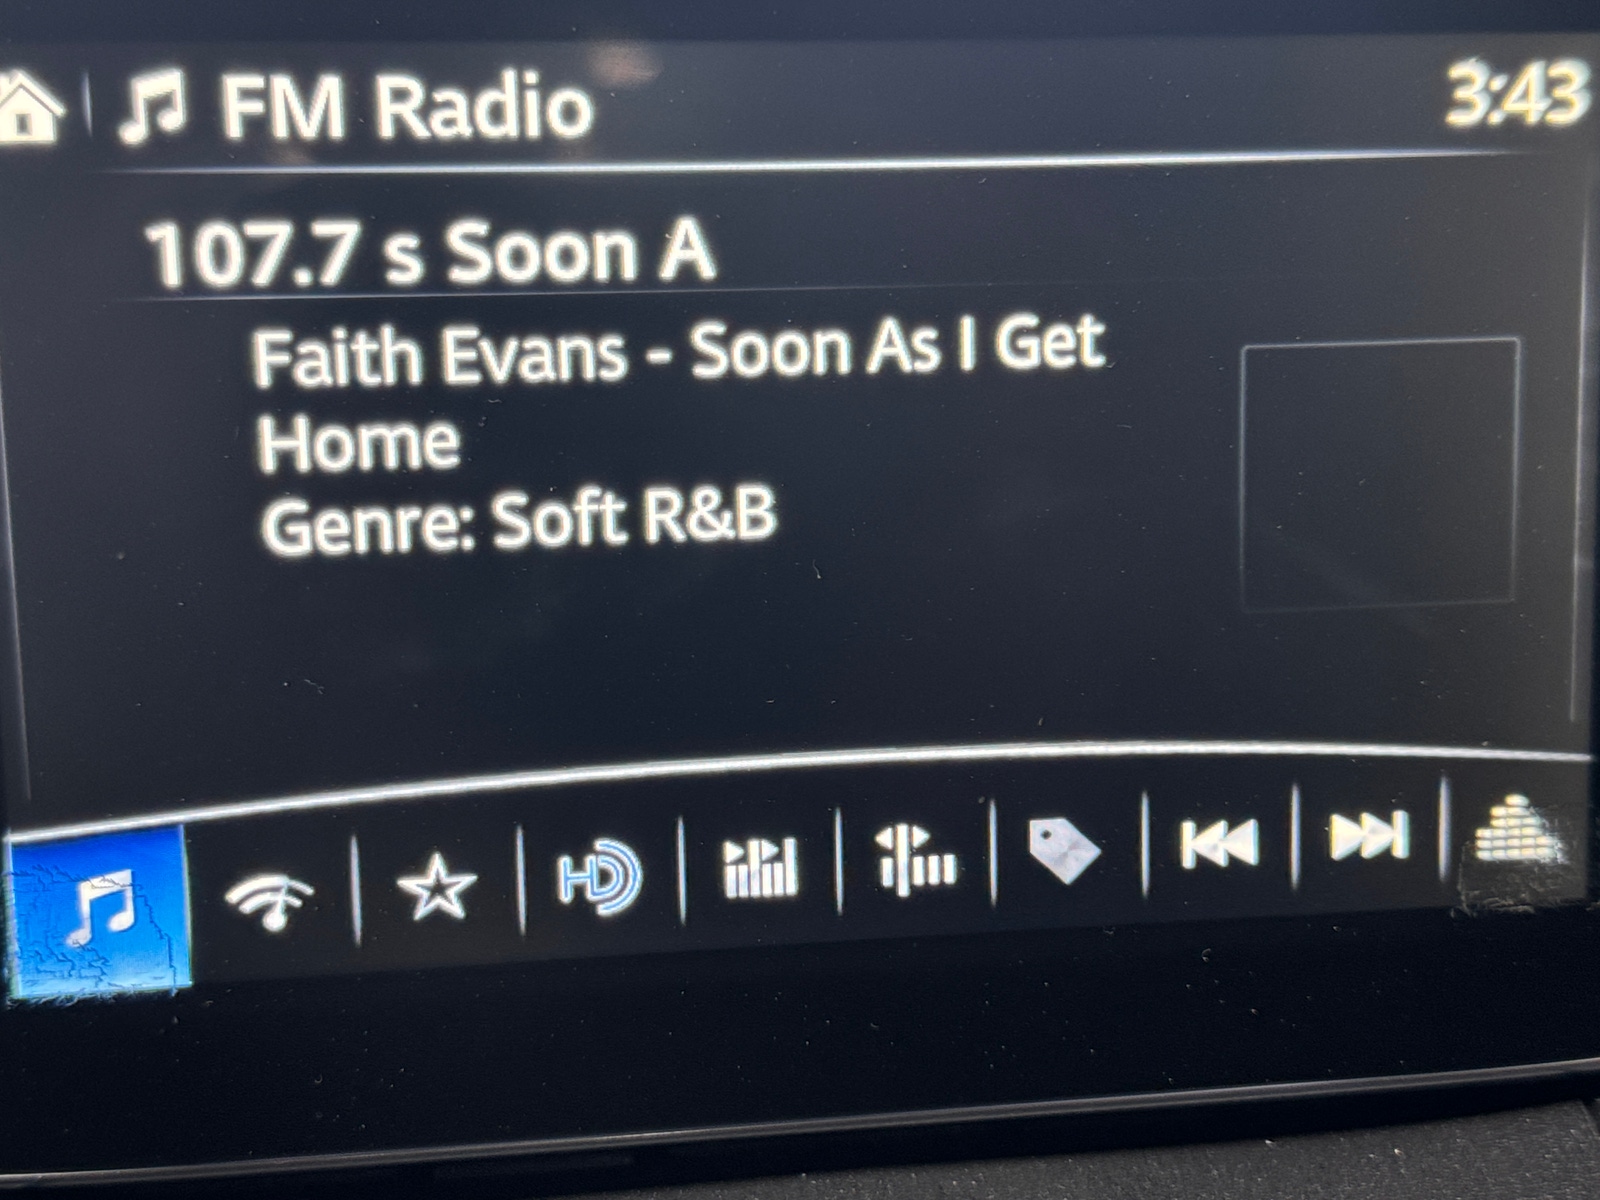 FM Radio
3:43
107.7 s Soon A
Faith Evans - Soon As I Get
Home
Genre: Soft R&B
HD